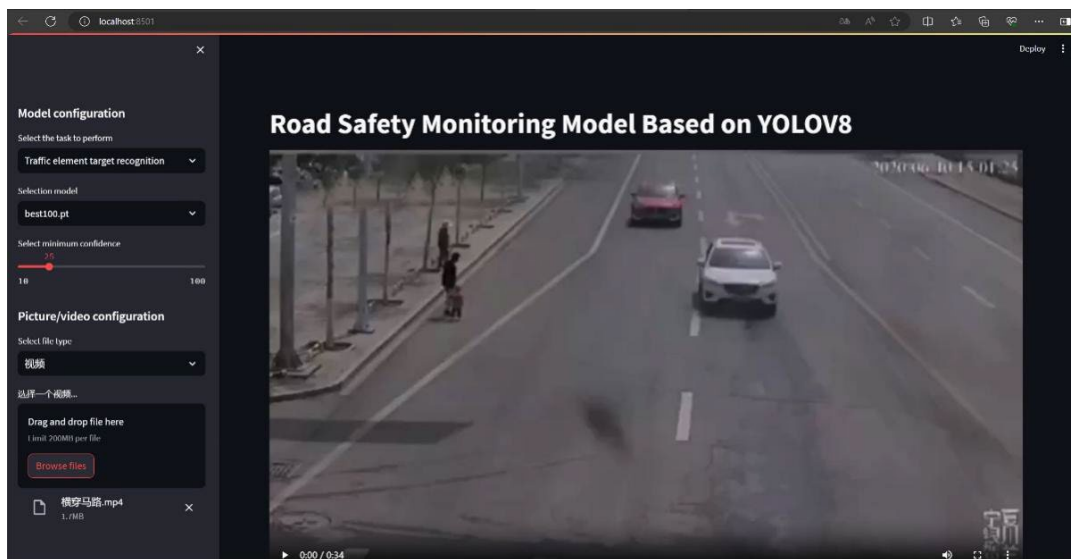 localhost:8501
Deploy
Model configuration
Select the task to perform
Traffic element target recognition
Selection model
best100.pt
Select minimum confidence
25
10 100
Picture/video configuration
Select file type
视频
选择一个视频...
Drag and drop file here
Limit 200MB per file
Browse files
横穿马路.mp4
1.7MB
Road Safety Monitoring Model Based on YOLOV8
0:00 / 0:34